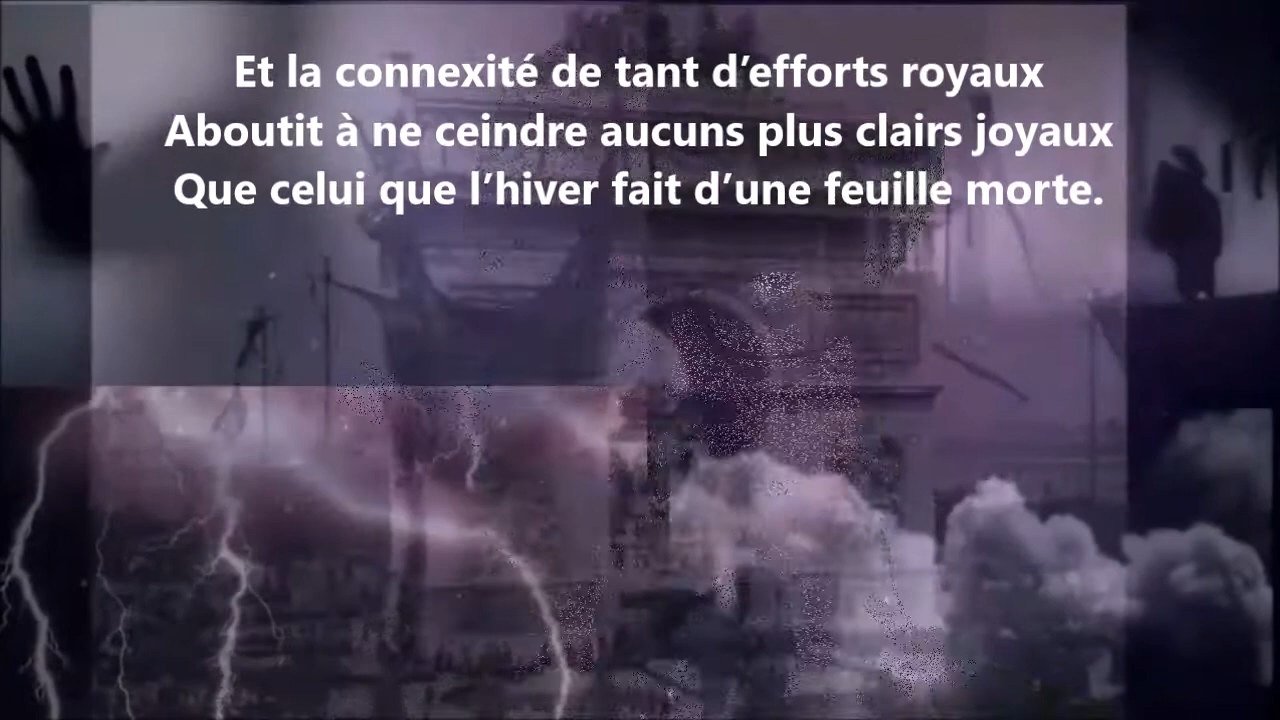 Et la connexité de tant d’efforts royaux
Aboutit à ne ceindre aucuns plus clairs joyaux
Que celui que l’hiver fait d’une feuille morte.